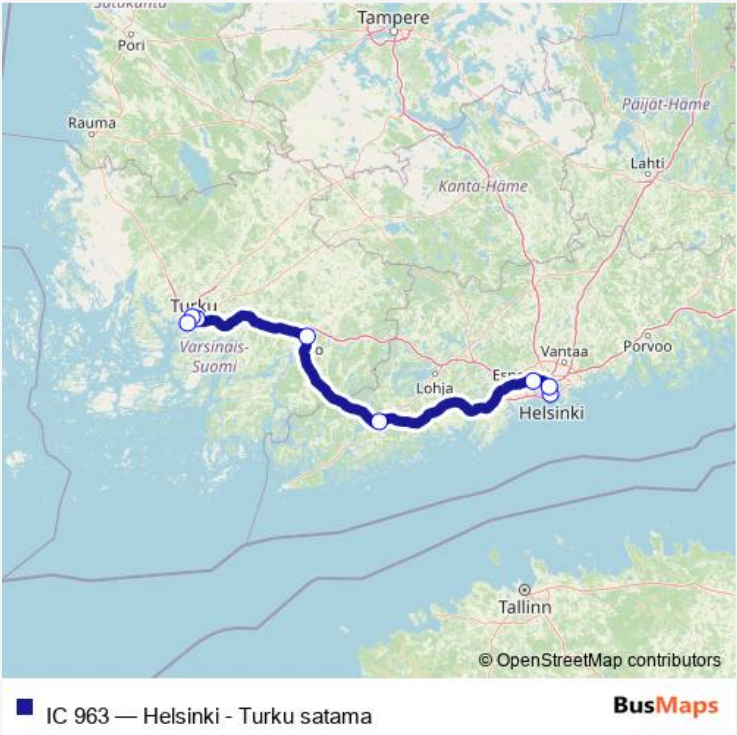 Satakunta
Tampere
Pori
Rauma
Päijät-Häme
Lahti
Kanta-Häme
Turku
Varsinais-
Suomi
Vantaa
Porvoo
Lohja
Helsinki
Tallinn
© OpenStreetMap contributors
IC 963 — Helsinki - Turku satama
BusMaps